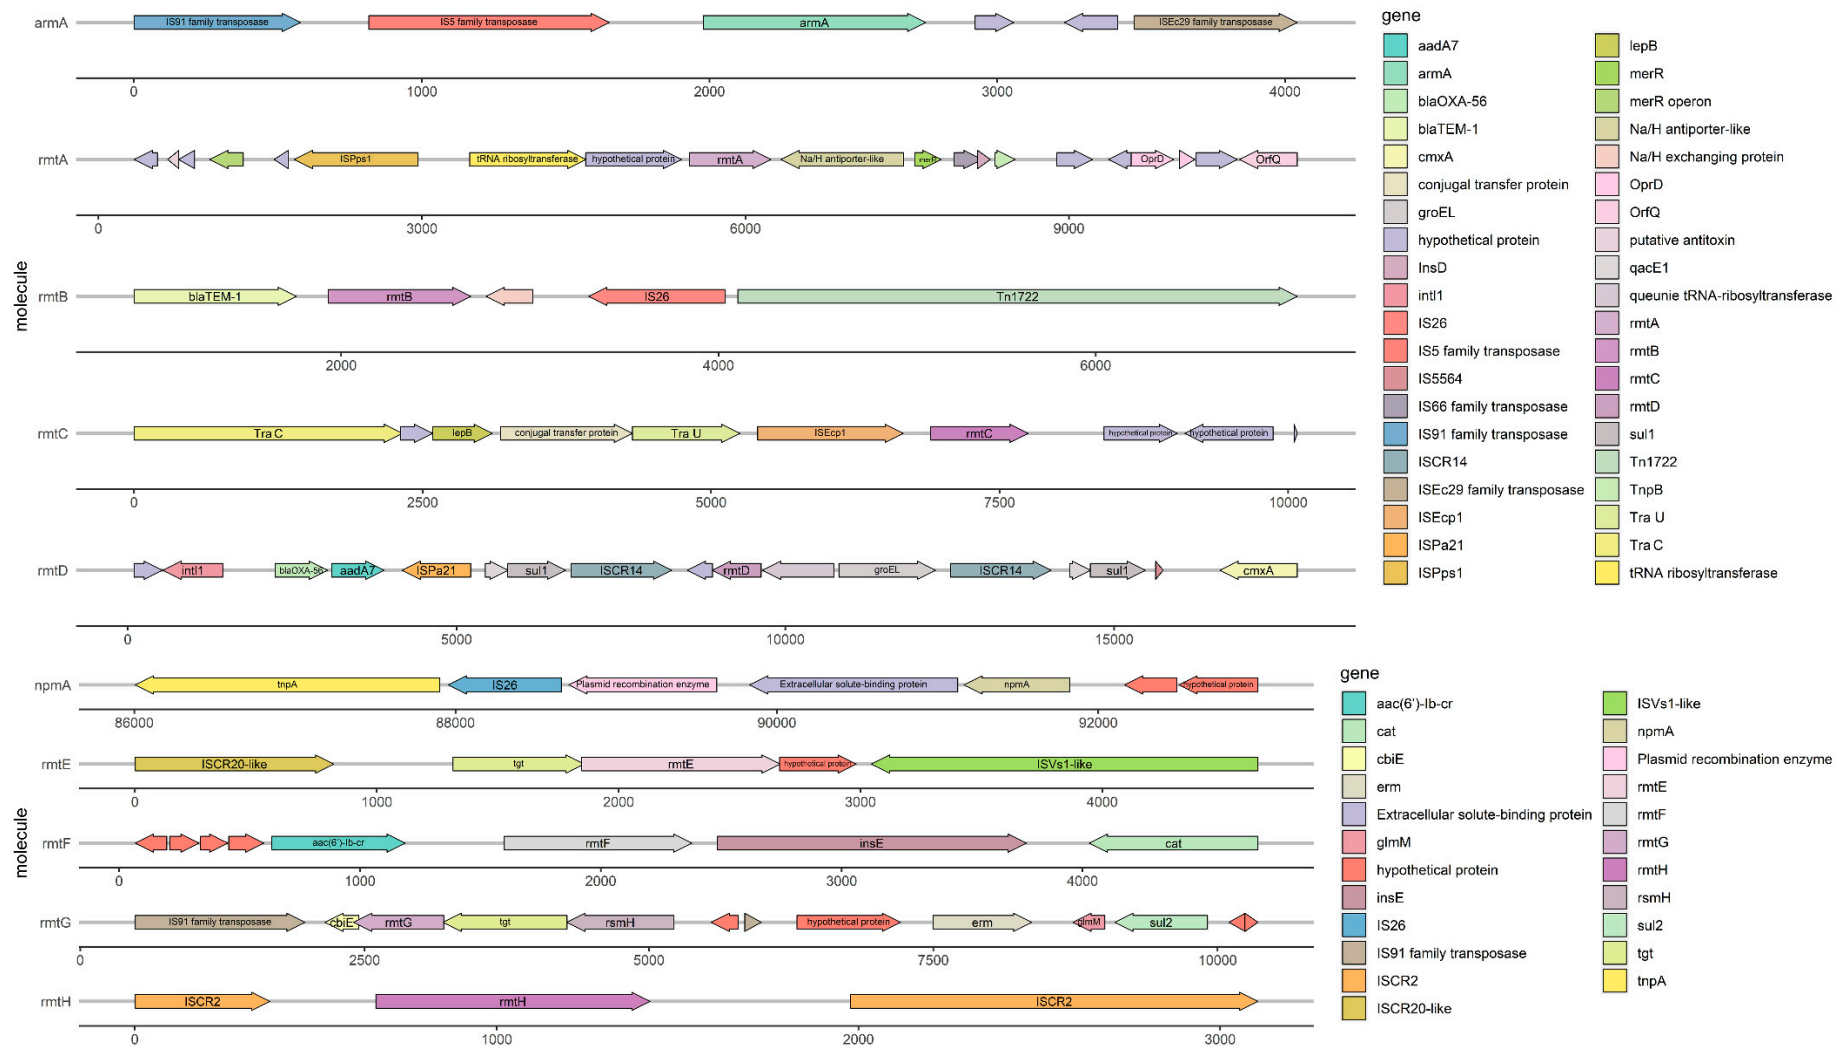 armA
IS91 family transposase
IS5 family transposase
armA
ISEc29 family transposase
0 1000 2000 3000 4000
rmtA
ISPps1
tRNA ribosyltransferase
hypothetical protein
rmtA
Na/H antiporter-like
merR
OprD
OrfQ
0 3000 6000 9000
molecule
rmtB
blaTEM-1
rmtB
IS26
Tn1722
2000 4000 6000
rmtC
Tra C
lepB
conjugal transfer protein
Tra U
ISEcp1
rmtC
hypothetical protein
hypothetical protein
0 2500 5000 7500 10000
rmtD
intI1
blaOXA-56
aadA7
ISPa21
sul1
ISCR14
rmtD
groEL
ISCR14
sul1
cmxA
0 5000 10000 15000
gene
aadA7
armA
blaOXA-56
blaTEM-1
cmxA
conjugal transfer protein
groEL
hypothetical protein
InsD
intI1
IS26
IS5 family transposase
IS5564
IS66 family transposase
IS91 family transposase
ISCR14
ISEc29 family transposase
ISEcp1
ISPa21
ISPps1
lepB
merR
merR operon
Na/H antiporter-like
Na/H exchanging protein
OprD
OrfQ
putative antitoxin
qacE1
queunie tRNA-ribosyltransferase
rmtA
rmtB
rmtC
rmtD
sul1
Tn1722
TnpB
Tra U
Tra C
tRNA ribosyltransferase
npmA
tnpA
IS26
Plasmid recombination enzyme
Extracellular solute-binding protein
npmA
hypothetical protein
86000 88000 90000 92000
rmtE
ISCR20-like
tgt
rmtE
hypothetical protein
ISVs1-like
0 1000 2000 3000 4000
molecule
rmtF
aac(6')-Ib-cr
rmtF
insE
cat
0 1000 2000 3000 4000
rmtG
IS91 family transposase
cbiE
rmtG
tgt
rsmH
hypothetical protein
erm
glmM
sul2
0 2500 5000 7500 10000
rmtH
ISCR2
rmtH
ISCR2
0 1000 2000 3000
gene
aac(6')-Ib-cr
cat
cbiE
erm
Extracellular solute-binding protein
glmM
hypothetical protein
insE
IS26
IS91 family transposase
ISCR2
ISCR20-like
ISVs1-like
npmA
Plasmid recombination enzyme
rmtE
rmtF
rmtG
rmtH
rsmH
sul2
tgt
tnpA